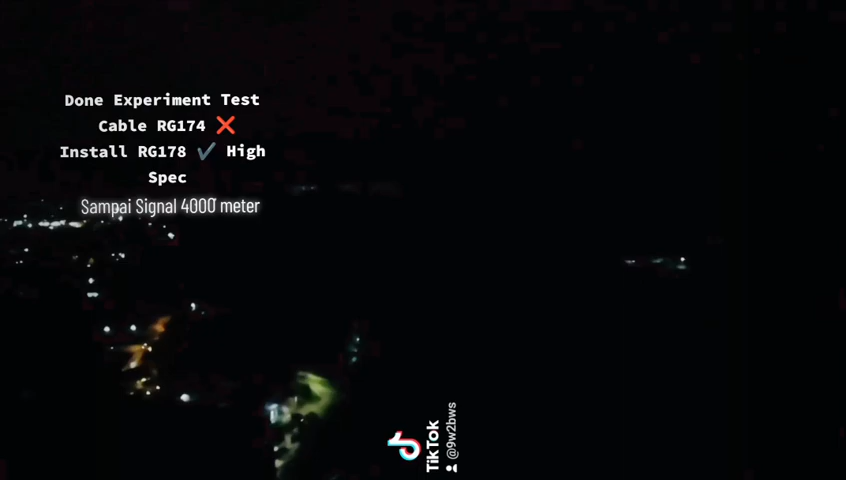 Done Experiment Test
Cable RG174 ❌
Install RG178 ✔️ High
Spec
Sampai Signal 4000 meter
TikTok
@9w2bws